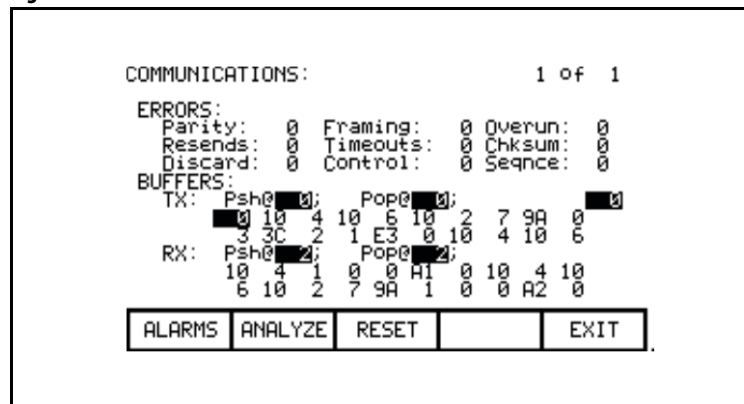 COMMUNICATIONS: 1 of 1
ERRORS:
Parity: 0 Framing: 0 Overun: 0
Resends: 0 Timeouts: 0 Chksum: 0
Discard: 0 Control: 0 Seqnce: 0
BUFFERS:
TX: Psh@ 0; Pop@ 0; 0
0 10 4 10 6 10 2 7 9A 0
3 3C 2 1 E3 0 10 4 10 6
RX: Psh@ 2; Pop@ 2;
10 4 1 0 0 A1 0 10 4 10
6 10 2 7 9A 1 0 0 A2 0
ALARMS ANALYZE RESET EXIT